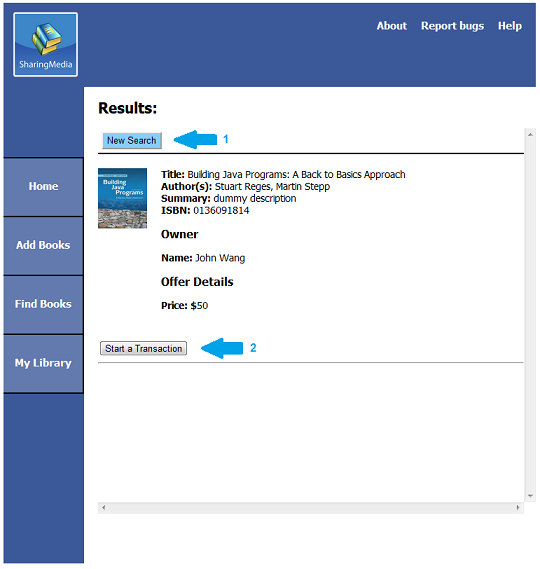 SharingMedia
About Report bugs Help
Results:
New Search
1
Home
Add Books
Find Books
My Library
Building
Java
Programs
Title: Building Java Programs: A Back to Basics Approach
Author(s): Stuart Reges, Martin Stepp
Summary: dummy description
ISBN: 0136091814
Owner
Name: John Wang
Offer Details
Price: $50
Start a Transaction
2